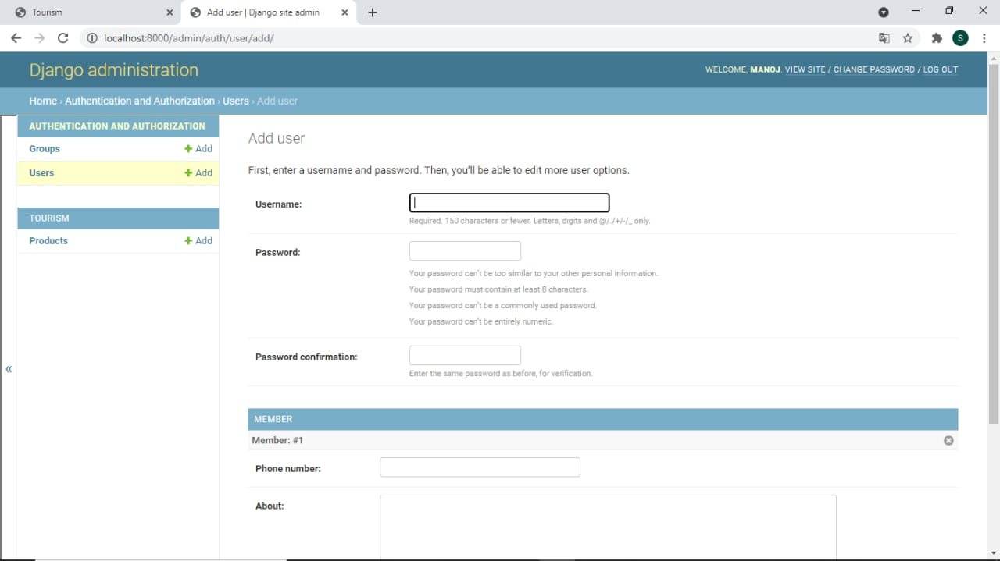 Tourism
Add user | Django site admin
localhost:8000/admin/auth/user/add/
S
Django administration
WELCOME, MANOJ. VIEW SITE / CHANGE PASSWORD / LOG OUT
Home › Authentication and Authorization › Users › Add user
AUTHENTICATION AND AUTHORIZATION
Groups + Add
Users + Add
TOURISM
Products + Add
«
Add user
First, enter a username and password. Then, you'll be able to edit more user options.
Username:
Required. 150 characters or fewer. Letters, digits and @/./+/-/_ only.
Password:
Your password can't be too similar to your other personal information.
Your password must contain at least 8 characters.
Your password can't be a commonly used password.
Your password can't be entirely numeric.
Password confirmation:
Enter the same password as before, for verification.
MEMBER
Member: #1
Phone number:
About: